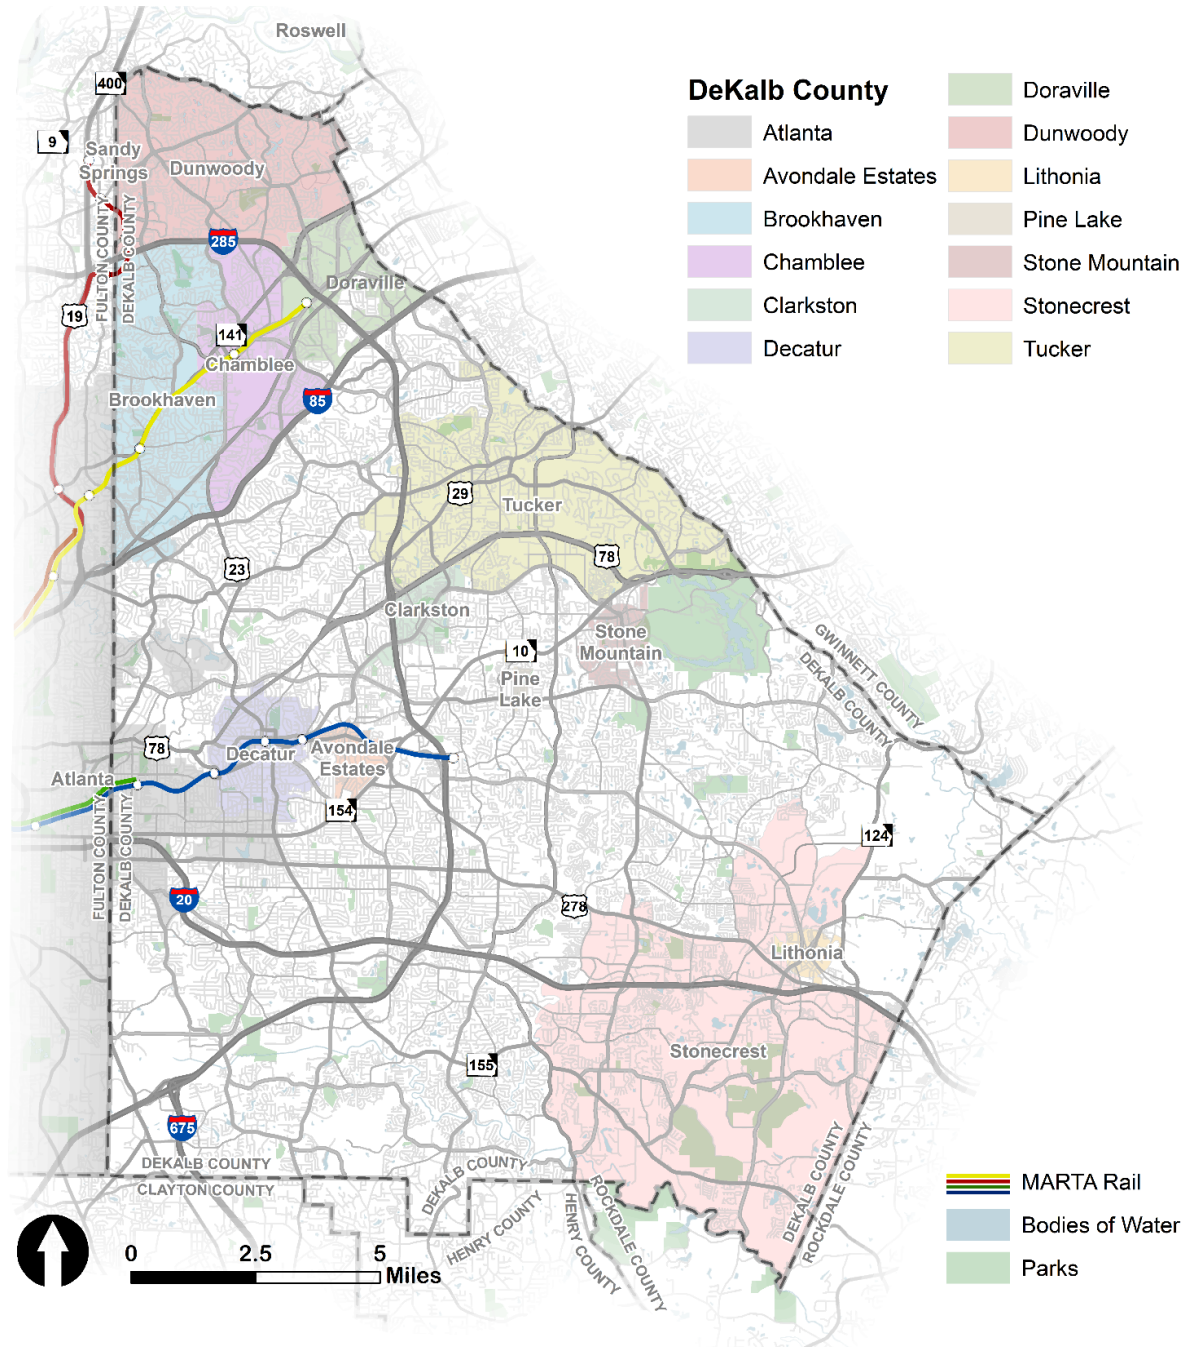 Roswell
400
9
Sandy
Springs
Dunwoody
FULTON COUNTY
DEKALB COUNTY
285
Doraville
19
141
Chamblee
Brookhaven
85
29
Tucker
23
78
Clarkston
Stone
Mountain
10
Pine
Lake
GWINNETT COUNTY
DEKALB COUNTY
78
Decatur
Avondale
Estates
Atlanta
154
FULTON COUNTY
DEKALB COUNTY
124
20
278
Lithonia
Stonecrest
155
675
DEKALB COUNTY
CLAYTON COUNTY
DEKALB COUNTY
HENRY COUNTY
HENRY COUNTY
ROCKDALE COUNTY
DEKALB COUNTY
ROCKDALE COUNTY
DeKalb County
Atlanta
Avondale Estates
Brookhaven
Chamblee
Clarkston
Decatur
Doraville
Dunwoody
Lithonia
Pine Lake
Stone Mountain
Stonecrest
Tucker
MARTA Rail
Bodies of Water
Parks
0 2.5 5
Miles